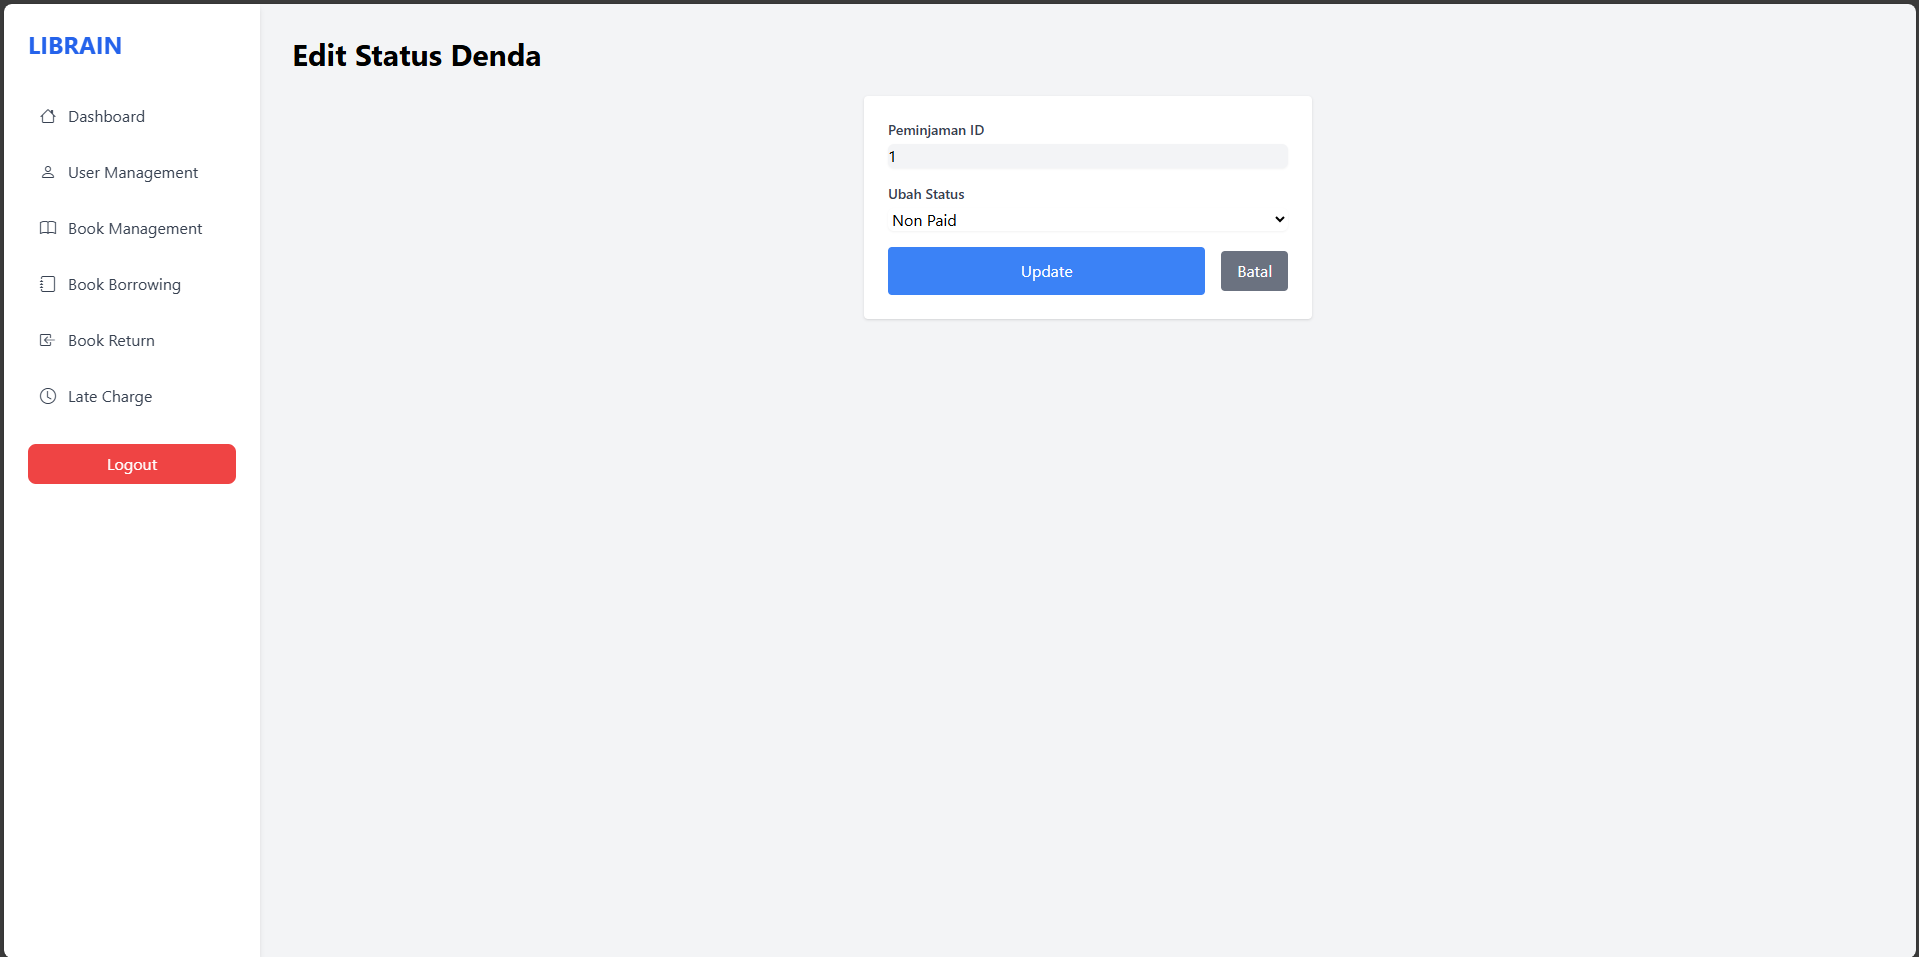 LIBRAIN
Dashboard
User Management
Book Management
Book Borrowing
Book Return
Late Charge
Logout
Edit Status Denda
Peminjaman ID
1
Ubah Status
Non Paid
Update
Batal